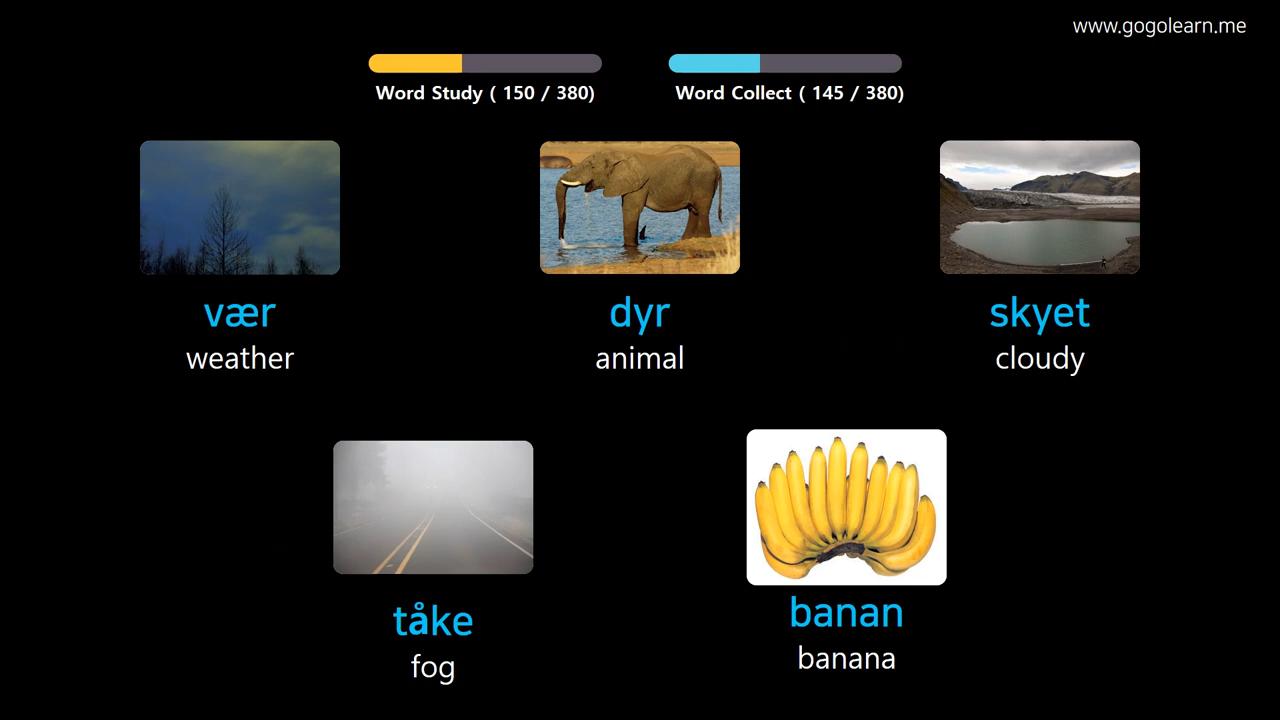 www.gogolearn.me
Word Study ( 150 / 380)
Word Collect ( 145 / 380)
vær
weather
dyr
animal
skyet
cloudy
tåke
fog
banan
banana